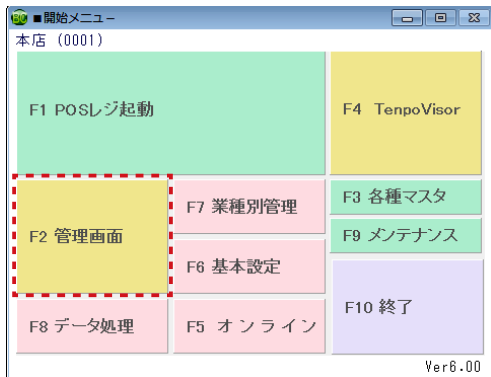 ■開始メニュー
本店 (0001)
F1 POSレジ起動
F4 TenpoVisor
F2 管理画面
F7 業種別管理
F3 各種マスタ
F9 メンテナンス
F6 基本設定
F10 終了
F8 データ処理
F5 オンライン
Ver6.00